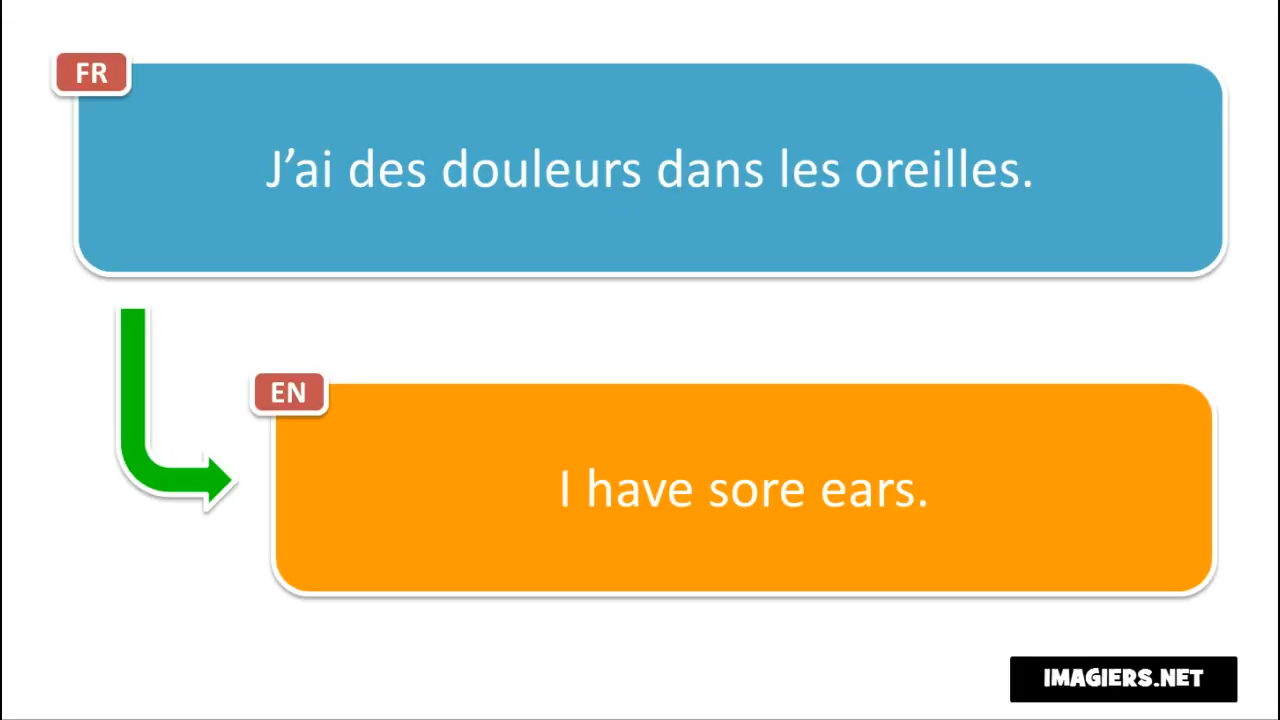 FR
J’ai des douleurs dans les oreilles.
EN
I have sore ears.
IMAGIERS.NET